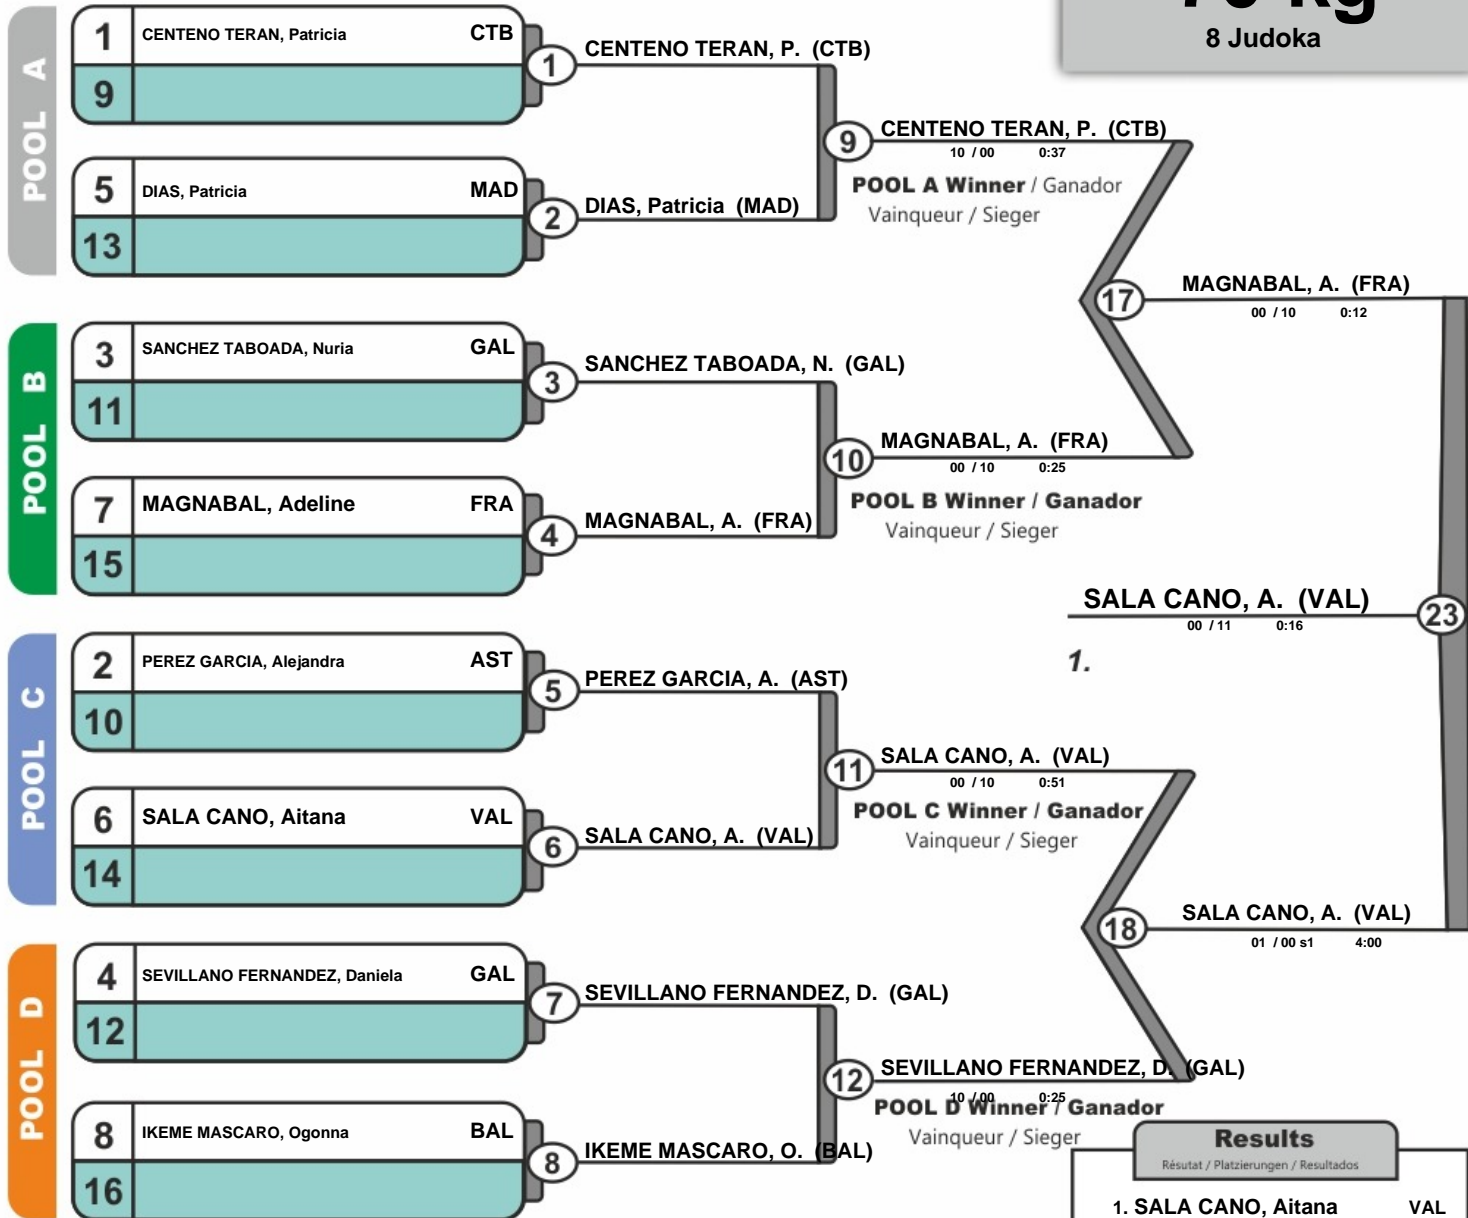 8 Judoka
POOL A
1 CENTENO TERAN, Patricia CTB
9
1
CENTENO TERAN, P. (CTB)
5 DIAS, Patricia MAD
13
2
DIAS, Patricia (MAD)
9
CENTENO TERAN, P. (CTB)
10 / 00 0:37
POOL A Winner / Ganador
Vainqueur / Sieger
POOL B
3 SANCHEZ TABOADA, Nuria GAL
11
3
SANCHEZ TABOADA, N. (GAL)
7 MAGNABAL, Adeline FRA
15
4
MAGNABAL, A. (FRA)
10
MAGNABAL, A. (FRA)
00 / 10 0:25
POOL B Winner / Ganador
Vainqueur / Sieger
17
MAGNABAL, A. (FRA)
00 / 10 0:12
SALA CANO, A. (VAL)
00 / 11 0:16
23
1.
POOL C
2 PEREZ GARCIA, Alejandra AST
10
5
PEREZ GARCIA, A. (AST)
6 SALA CANO, Aitana VAL
14
6
SALA CANO, A. (VAL)
11
SALA CANO, A. (VAL)
00 / 10 0:51
POOL C Winner / Ganador
Vainqueur / Sieger
18
SALA CANO, A. (VAL)
01 / 00 s1 4:00
POOL D
4 SEVILLANO FERNANDEZ, Daniela GAL
12
7
SEVILLANO FERNANDEZ, D. (GAL)
8 IKEME MASCARO, Ogonna BAL
16
8
IKEME MASCARO, O. (BAL)
12
SEVILLANO FERNANDEZ, D. (GAL)
10 / 00 0:25
POOL D Winner / Ganador
Vainqueur / Sieger
Results
Résutat / Platzierungen / Resultados
1. SALA CANO, Aitana VAL